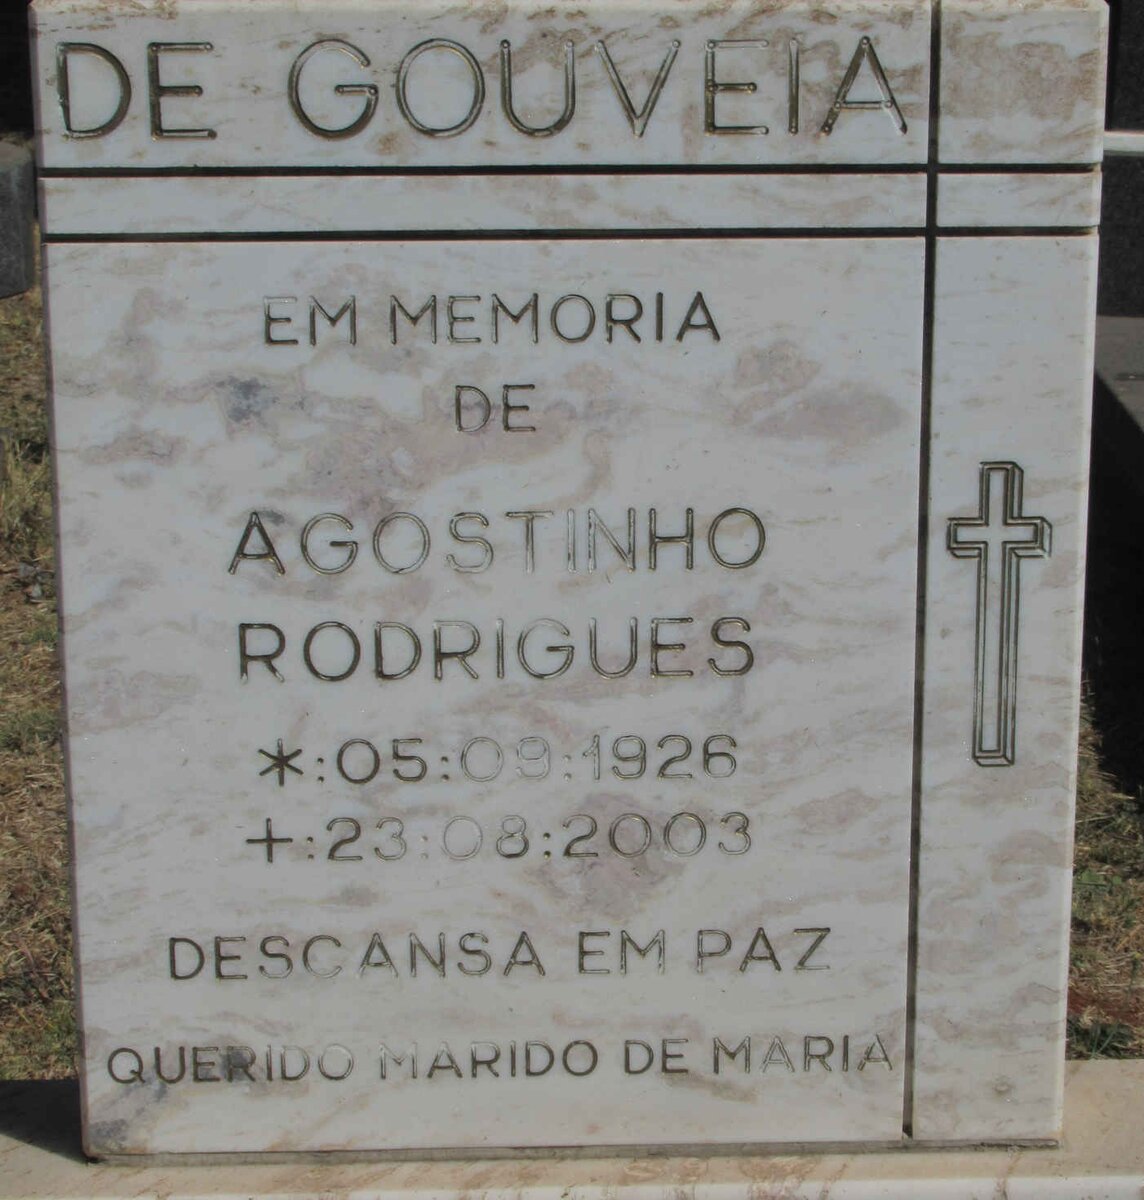 DE GOUVEIA
EM MEMORIA
DE
AGOSTINHO
RODRIGUES
*:05:09:1926
+:23:08:2003
DESCANSA EM PAZ
QUERIDO MARIDO DE MARIA